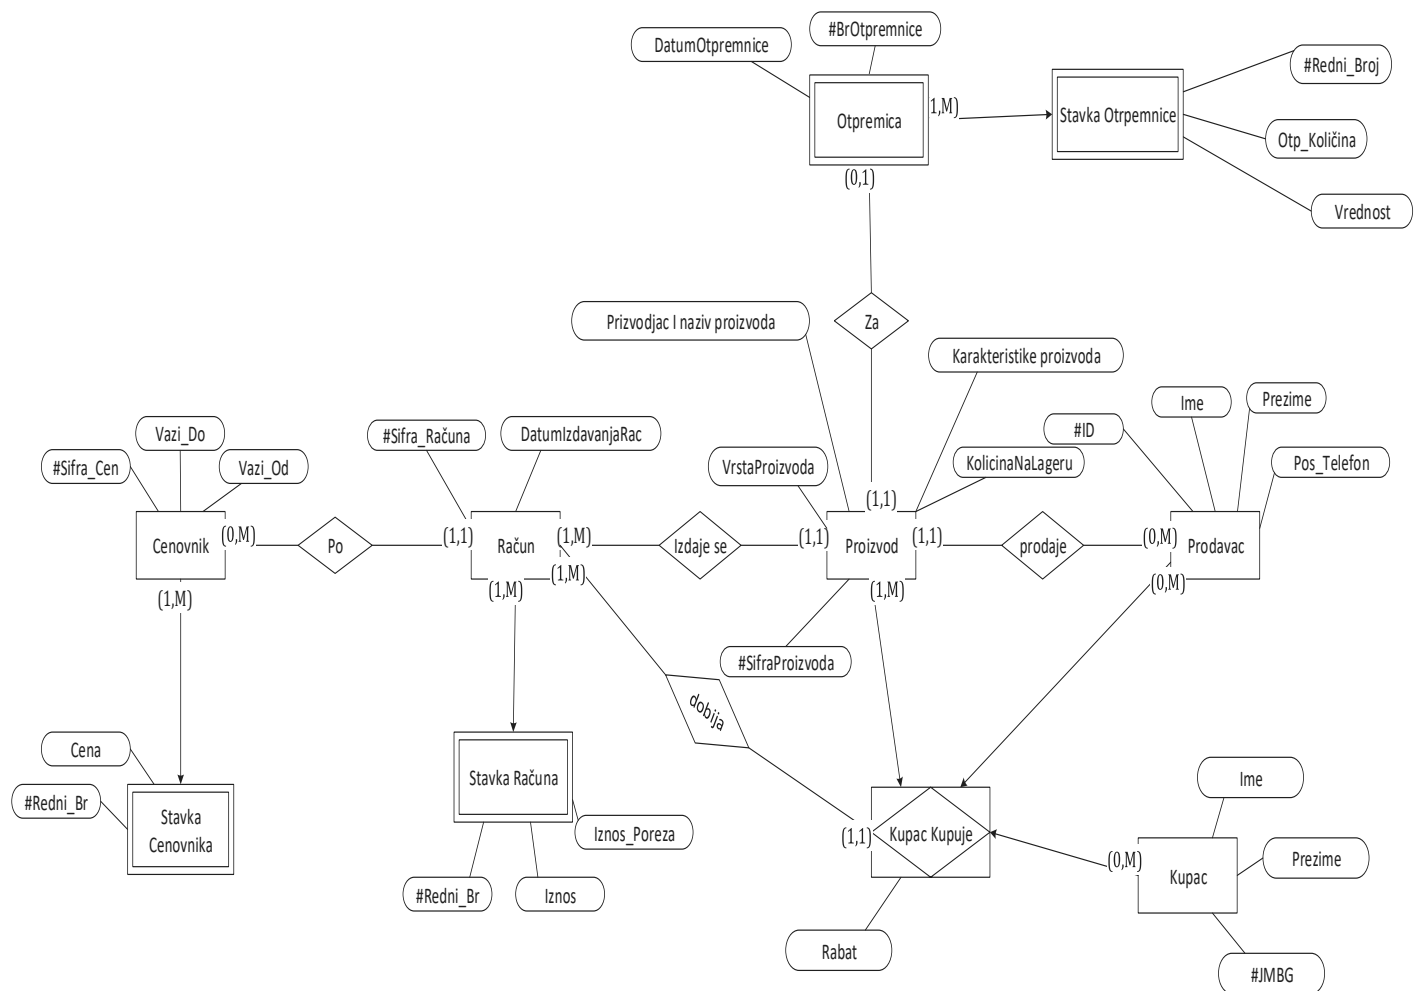 #BrOtpremnice
DatumOtpremnice
#Redni_Broj
Otpremica
1,M)
Stavka Otrpemnice
Otp_Količina
(0,1)
Vrednost
Prizvodjac I naziv proizvoda
Za
Karakteristike proizvoda
Ime
Prezime
#ID
Vazi_Do
#Sifra_Računa
DatumIzdavanjaRac
#Sifra_Cen
Vazi_Od
VrstaProizvoda
KolicinaNaLageru
Pos_Telefon
(1,1)
Cenovnik
(0,M)
Po
(1,1)
Račun
(1,M)
Izdaje se
(1,1)
Proizvod
(1,1)
prodaje
(0,M)
Prodavac
(1,M)
(1,M)
(1,M)
(1,M)
(0,M)
#SifraProizvoda
dobija
Cena
#Redni_Br
Stavka
Cenovnika
Stavka Računa
Iznos_Poreza
#Redni_Br
Iznos
(1,1)
Kupac Kupuje
Rabat
(0,M)
Ime
Kupac
Prezime
#JMBG